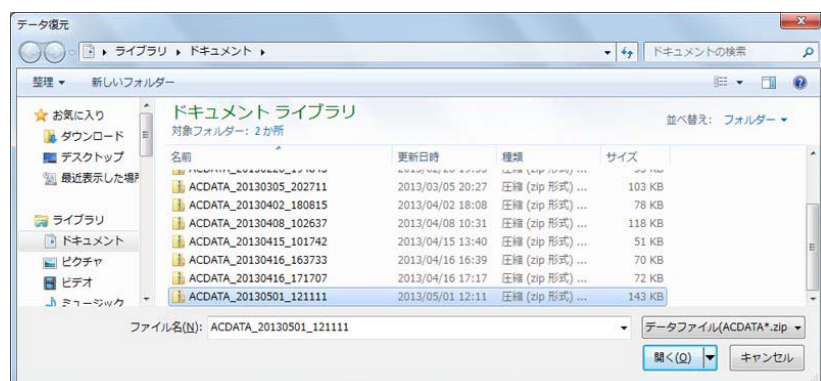 データ復元
ライブラリ ▸ ドキュメント ▸ ドキュメントの検索
整理 ▼ 新しいフォルダー
お気に入り
ダウンロード
デスクトップ
最近表示した場所
ライブラリ
ドキュメント
ピクチャ
ビデオ
ミュージック
ドキュメント ライブラリ
対象フォルダー: 2 か所
並べ替え: フォルダー ▼
名前 更新日時 種類 サイズ
ACDATA_20130305_202711 2013/03/05 20:27 圧縮 (zip 形式) ... 103 KB
ACDATA_20130402_180815 2013/04/02 18:08 圧縮 (zip 形式) ... 78 KB
ACDATA_20130408_102637 2013/04/08 10:31 圧縮 (zip 形式) ... 118 KB
ACDATA_20130415_101742 2013/04/15 13:40 圧縮 (zip 形式) ... 51 KB
ACDATA_20130416_163733 2013/04/16 16:39 圧縮 (zip 形式) ... 70 KB
ACDATA_20130416_171707 2013/04/16 17:17 圧縮 (zip 形式) ... 72 KB
ACDATA_20130501_121111 2013/05/01 12:11 圧縮 (zip 形式) ... 143 KB
ファイル名(N): ACDATA_20130501_121111 データファイル(ACDATA*.zip
開く(O) キャンセル